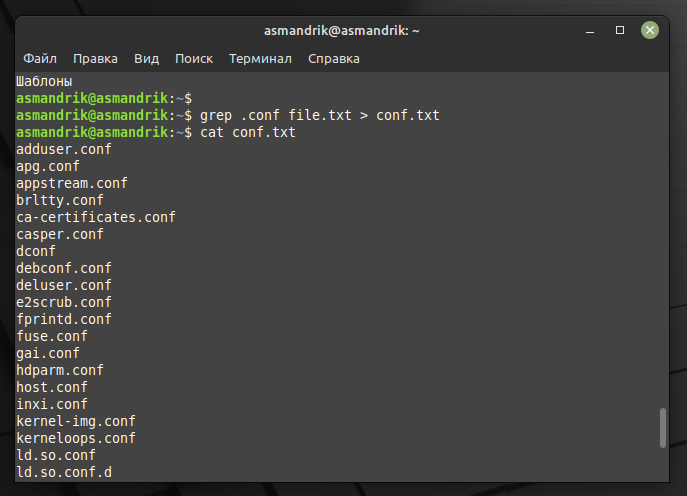 asmandrik@asmandrik: ~
Файл Правка Вид Поиск Терминал Справка
Шаблоны
asmandrik@asmandrik:~$
asmandrik@asmandrik:~$ grep .conf file.txt > conf.txt
asmandrik@asmandrik:~$ cat conf.txt
adduser.conf
apg.conf
appstream.conf
brltty.conf
ca-certificates.conf
casper.conf
dconf
debconf.conf
deluser.conf
e2scrub.conf
fprintd.conf
fuse.conf
gai.conf
hdparm.conf
host.conf
inxi.conf
kernel-img.conf
kerneloops.conf
ld.so.conf
ld.so.conf.d